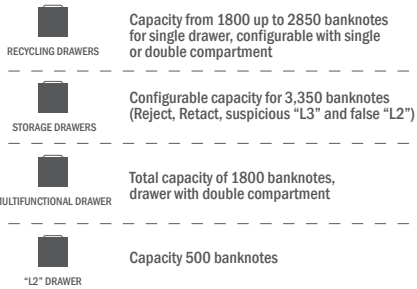 Capacity from 1800 up to 2850 banknotes
for single drawer, configurable with single
or double compartment
RECYCLING DRAWERS
Configurable capacity for 3,350 banknotes
(Reject, Retact, suspicious “L3” and false “L2”)
STORAGE DRAWERS
Total capacity of 1800 banknotes,
drawer with double compartment
MULTIFUNCTIONAL DRAWER
Capacity 500 banknotes
“L2” DRAWER